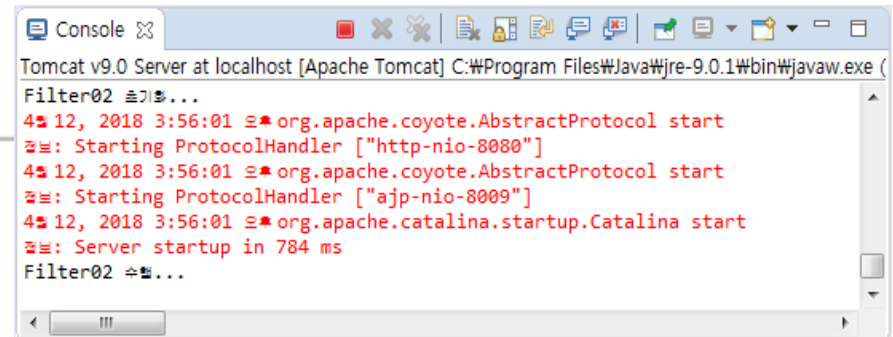 Console
Tomcat v9.0 Server at localhost [Apache Tomcat] C:₩Program Files₩Java₩jre-9.0.1₩bin₩javaw.exe (
Filter02 초기화...
4월 12, 2018 3:56:01 오후 org.apache.coyote.AbstractProtocol start
정보: Starting ProtocolHandler ["http-nio-8080"]
4월 12, 2018 3:56:01 오후 org.apache.coyote.AbstractProtocol start
정보: Starting ProtocolHandler ["ajp-nio-8009"]
4월 12, 2018 3:56:01 오후 org.apache.catalina.startup.Catalina start
정보: Server startup in 784 ms
Filter02 수행...